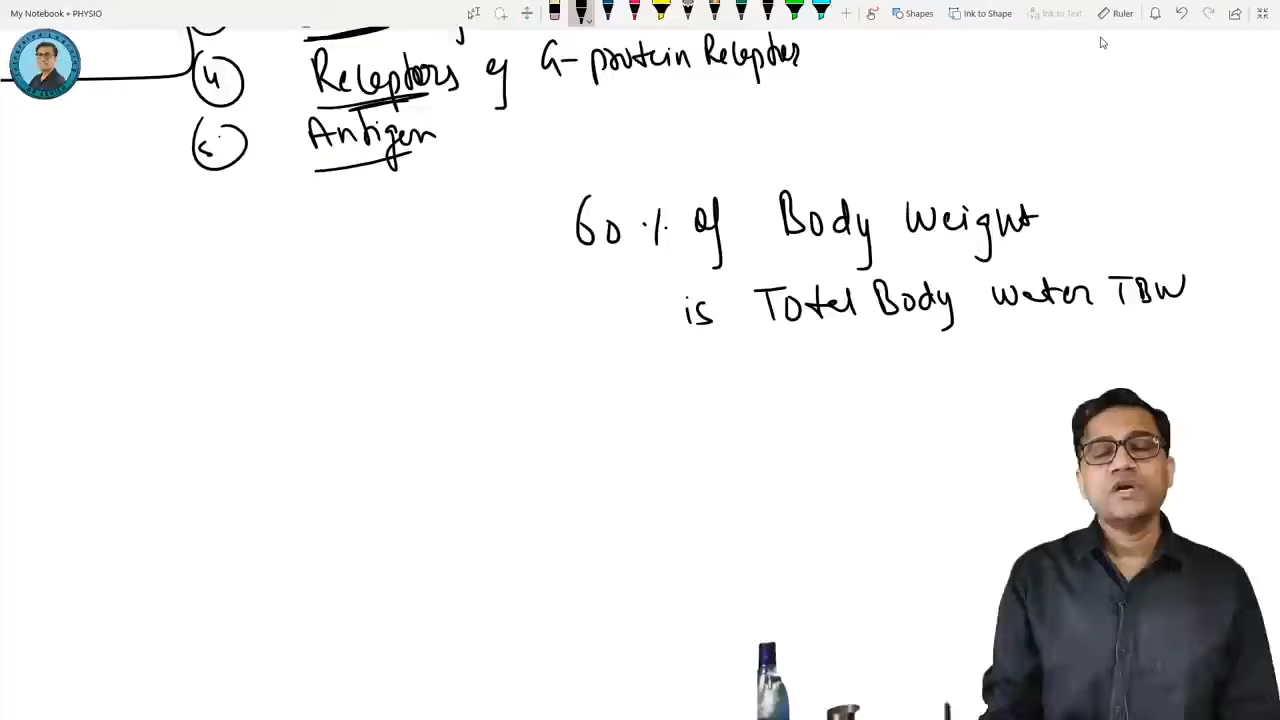 My Notebook » PHYSIO
Shapes Ink to Shape Ink to Text Ruler
4 Receptors eg G-protein Receptor
5 Antigen
60% of Body Weight
is Total Body Water TBW